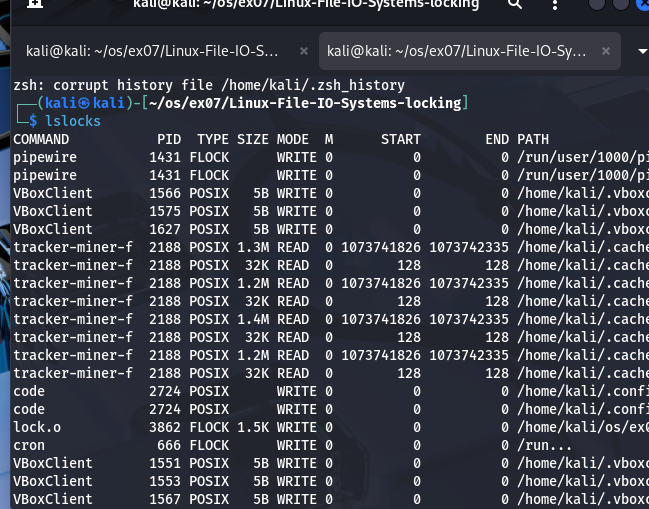 kali@kali: ~/os/ex07/Linux-File-IO-Systems-locking
kali@kali: ~/os/ex07/Linux-File-IO-S... × kali@kali: ~/os/ex07/Linux-File-IO-Sy... ×
zsh: corrupt history file /home/kali/.zsh_history
┌──(kali㉿kali)-[~/os/ex07/Linux-File-IO-Systems-locking]
└─$ lslocks
COMMAND PID TYPE SIZE MODE M START END PATH
pipewire 1431 FLOCK WRITE 0 0 0 /run/user/1000/pi
pipewire 1431 FLOCK WRITE 0 0 0 /run/user/1000/pi
VBoxClient 1566 POSIX 5B WRITE 0 0 0 /home/kali/.vboxc
VBoxClient 1575 POSIX 5B WRITE 0 0 0 /home/kali/.vboxc
VBoxClient 1627 POSIX 5B WRITE 0 0 0 /home/kali/.vboxc
tracker-miner-f 2188 POSIX 1.3M READ 0 1073741826 1073742335 /home/kali/.cache
tracker-miner-f 2188 POSIX 32K READ 0 128 128 /home/kali/.cache
tracker-miner-f 2188 POSIX 1.2M READ 0 1073741826 1073742335 /home/kali/.cache
tracker-miner-f 2188 POSIX 32K READ 0 128 128 /home/kali/.cache
tracker-miner-f 2188 POSIX 1.4M READ 0 1073741826 1073742335 /home/kali/.cache
tracker-miner-f 2188 POSIX 32K READ 0 128 128 /home/kali/.cache
tracker-miner-f 2188 POSIX 1.2M READ 0 1073741826 1073742335 /home/kali/.cache
tracker-miner-f 2188 POSIX 32K READ 0 128 128 /home/kali/.cache
code 2724 POSIX WRITE 0 0 0 /home/kali/.confi
code 2724 POSIX WRITE 0 0 0 /home/kali/.confi
lock.o 3862 FLOCK 1.5K WRITE 0 0 0 /home/kali/os/ex0
cron 666 FLOCK WRITE 0 0 0 /run...
VBoxClient 1551 POSIX 5B WRITE 0 0 0 /home/kali/.vboxc
VBoxClient 1553 POSIX 5B WRITE 0 0 0 /home/kali/.vboxc
VBoxClient 1567 POSIX 5B WRITE 0 0 0 /home/kali/.vboxc